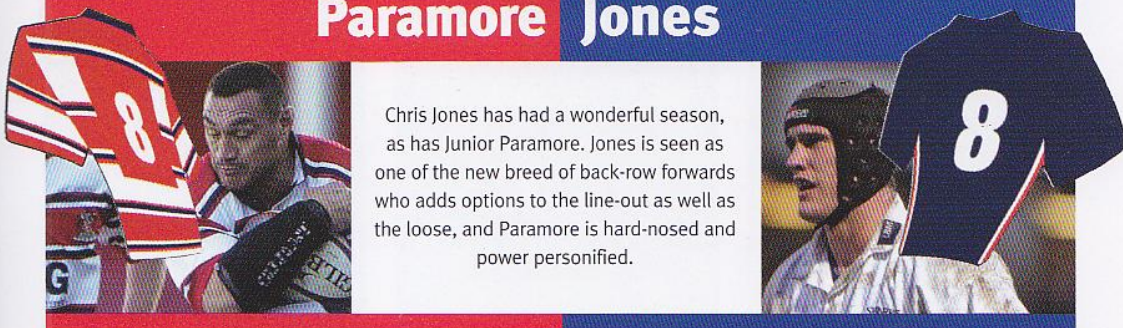 Paramore Jones
8
8
Chris Jones has had a wonderful season,
as has Junior Paramore. Jones is seen as
one of the new breed of back-row forwards
who adds options to the line-out as well as
the loose, and Paramore is hard-nosed and
power personified.
G